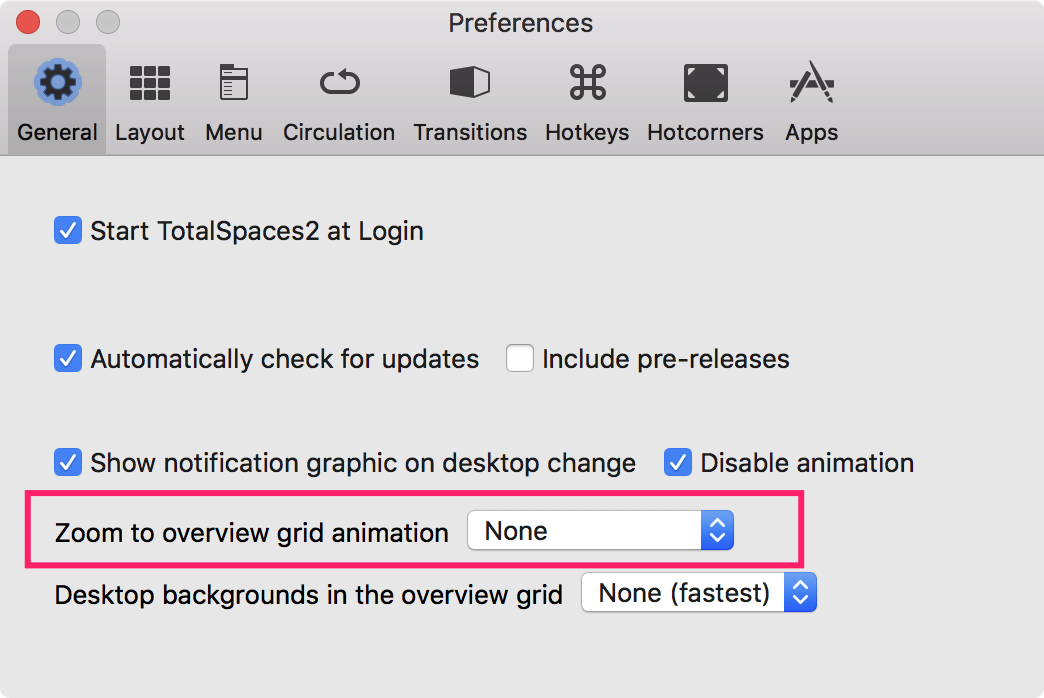 Preferences
General Layout Menu Circulation Transitions Hotkeys Hotcorners Apps
Start TotalSpaces2 at Login
Automatically check for updates Include pre-releases
Show notification graphic on desktop change Disable animation
Zoom to overview grid animation None
Desktop backgrounds in the overview grid None (fastest)